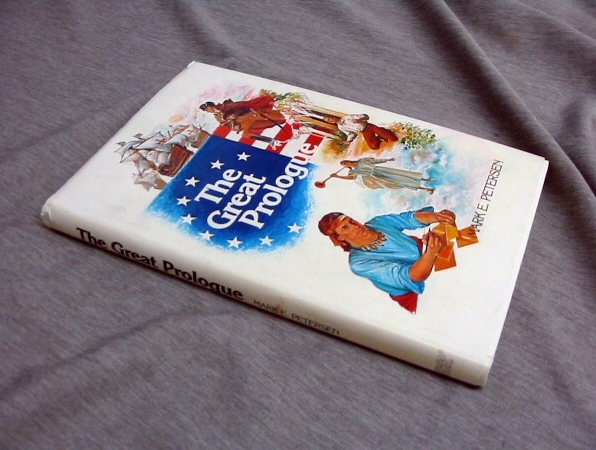 The
Great
Prologue
MARK E. PETERSEN
The Great Prologue
MARK E. PETERSEN